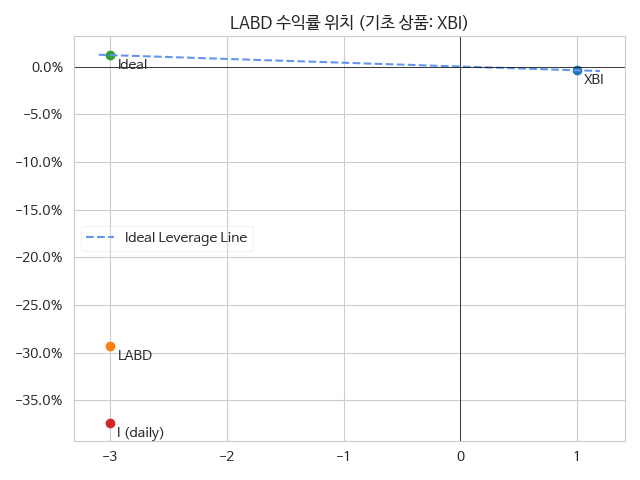 LABD 수익률 위치 (기초 상품: XBI)
0.0%
−5.0%
−10.0%
−15.0%
−20.0%
−25.0%
−30.0%
−35.0%
Ideal
XBI
Ideal Leverage Line
LABD
I (daily)
−3
−2
−1
0
1